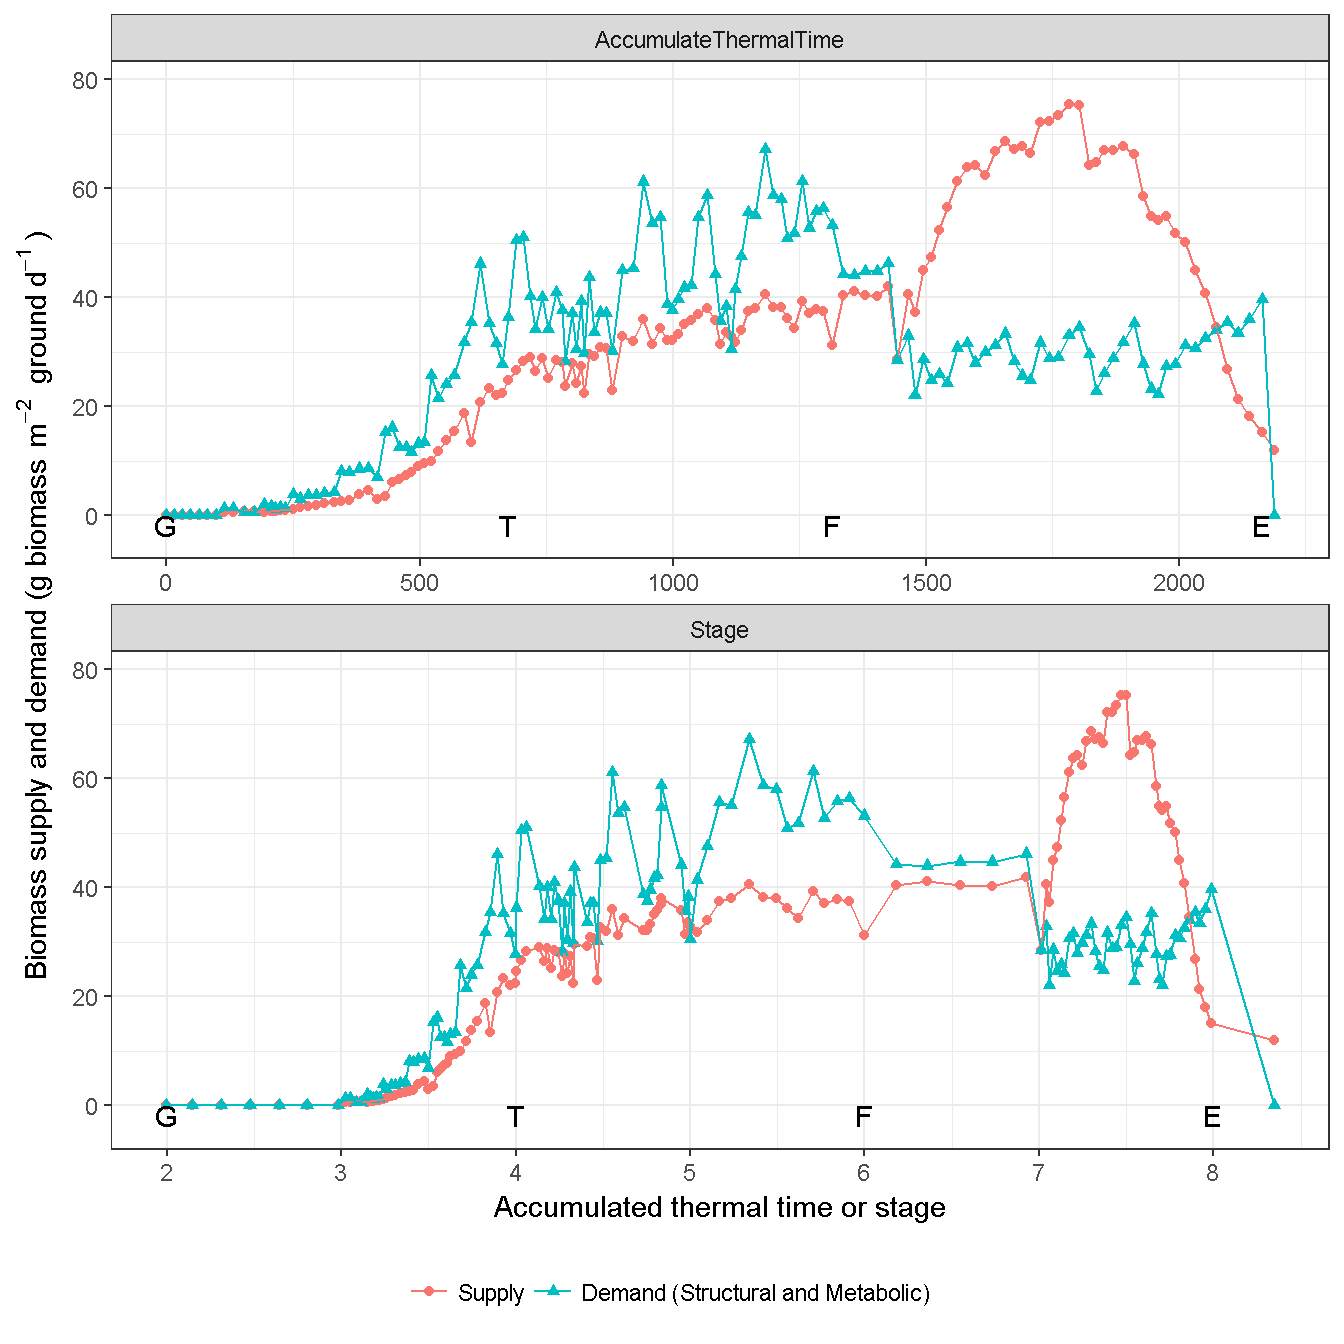 AccumulateThermalTime
80
60
40
20
0
G T F E
0 500 1000 1500 2000
Biomass supply and demand (g biomass m⁻² ground d⁻¹)
Stage
80
60
40
20
0
G T F E
2 3 4 5 6 7 8
Accumulated thermal time or stage
Supply Demand (Structural and Metabolic)